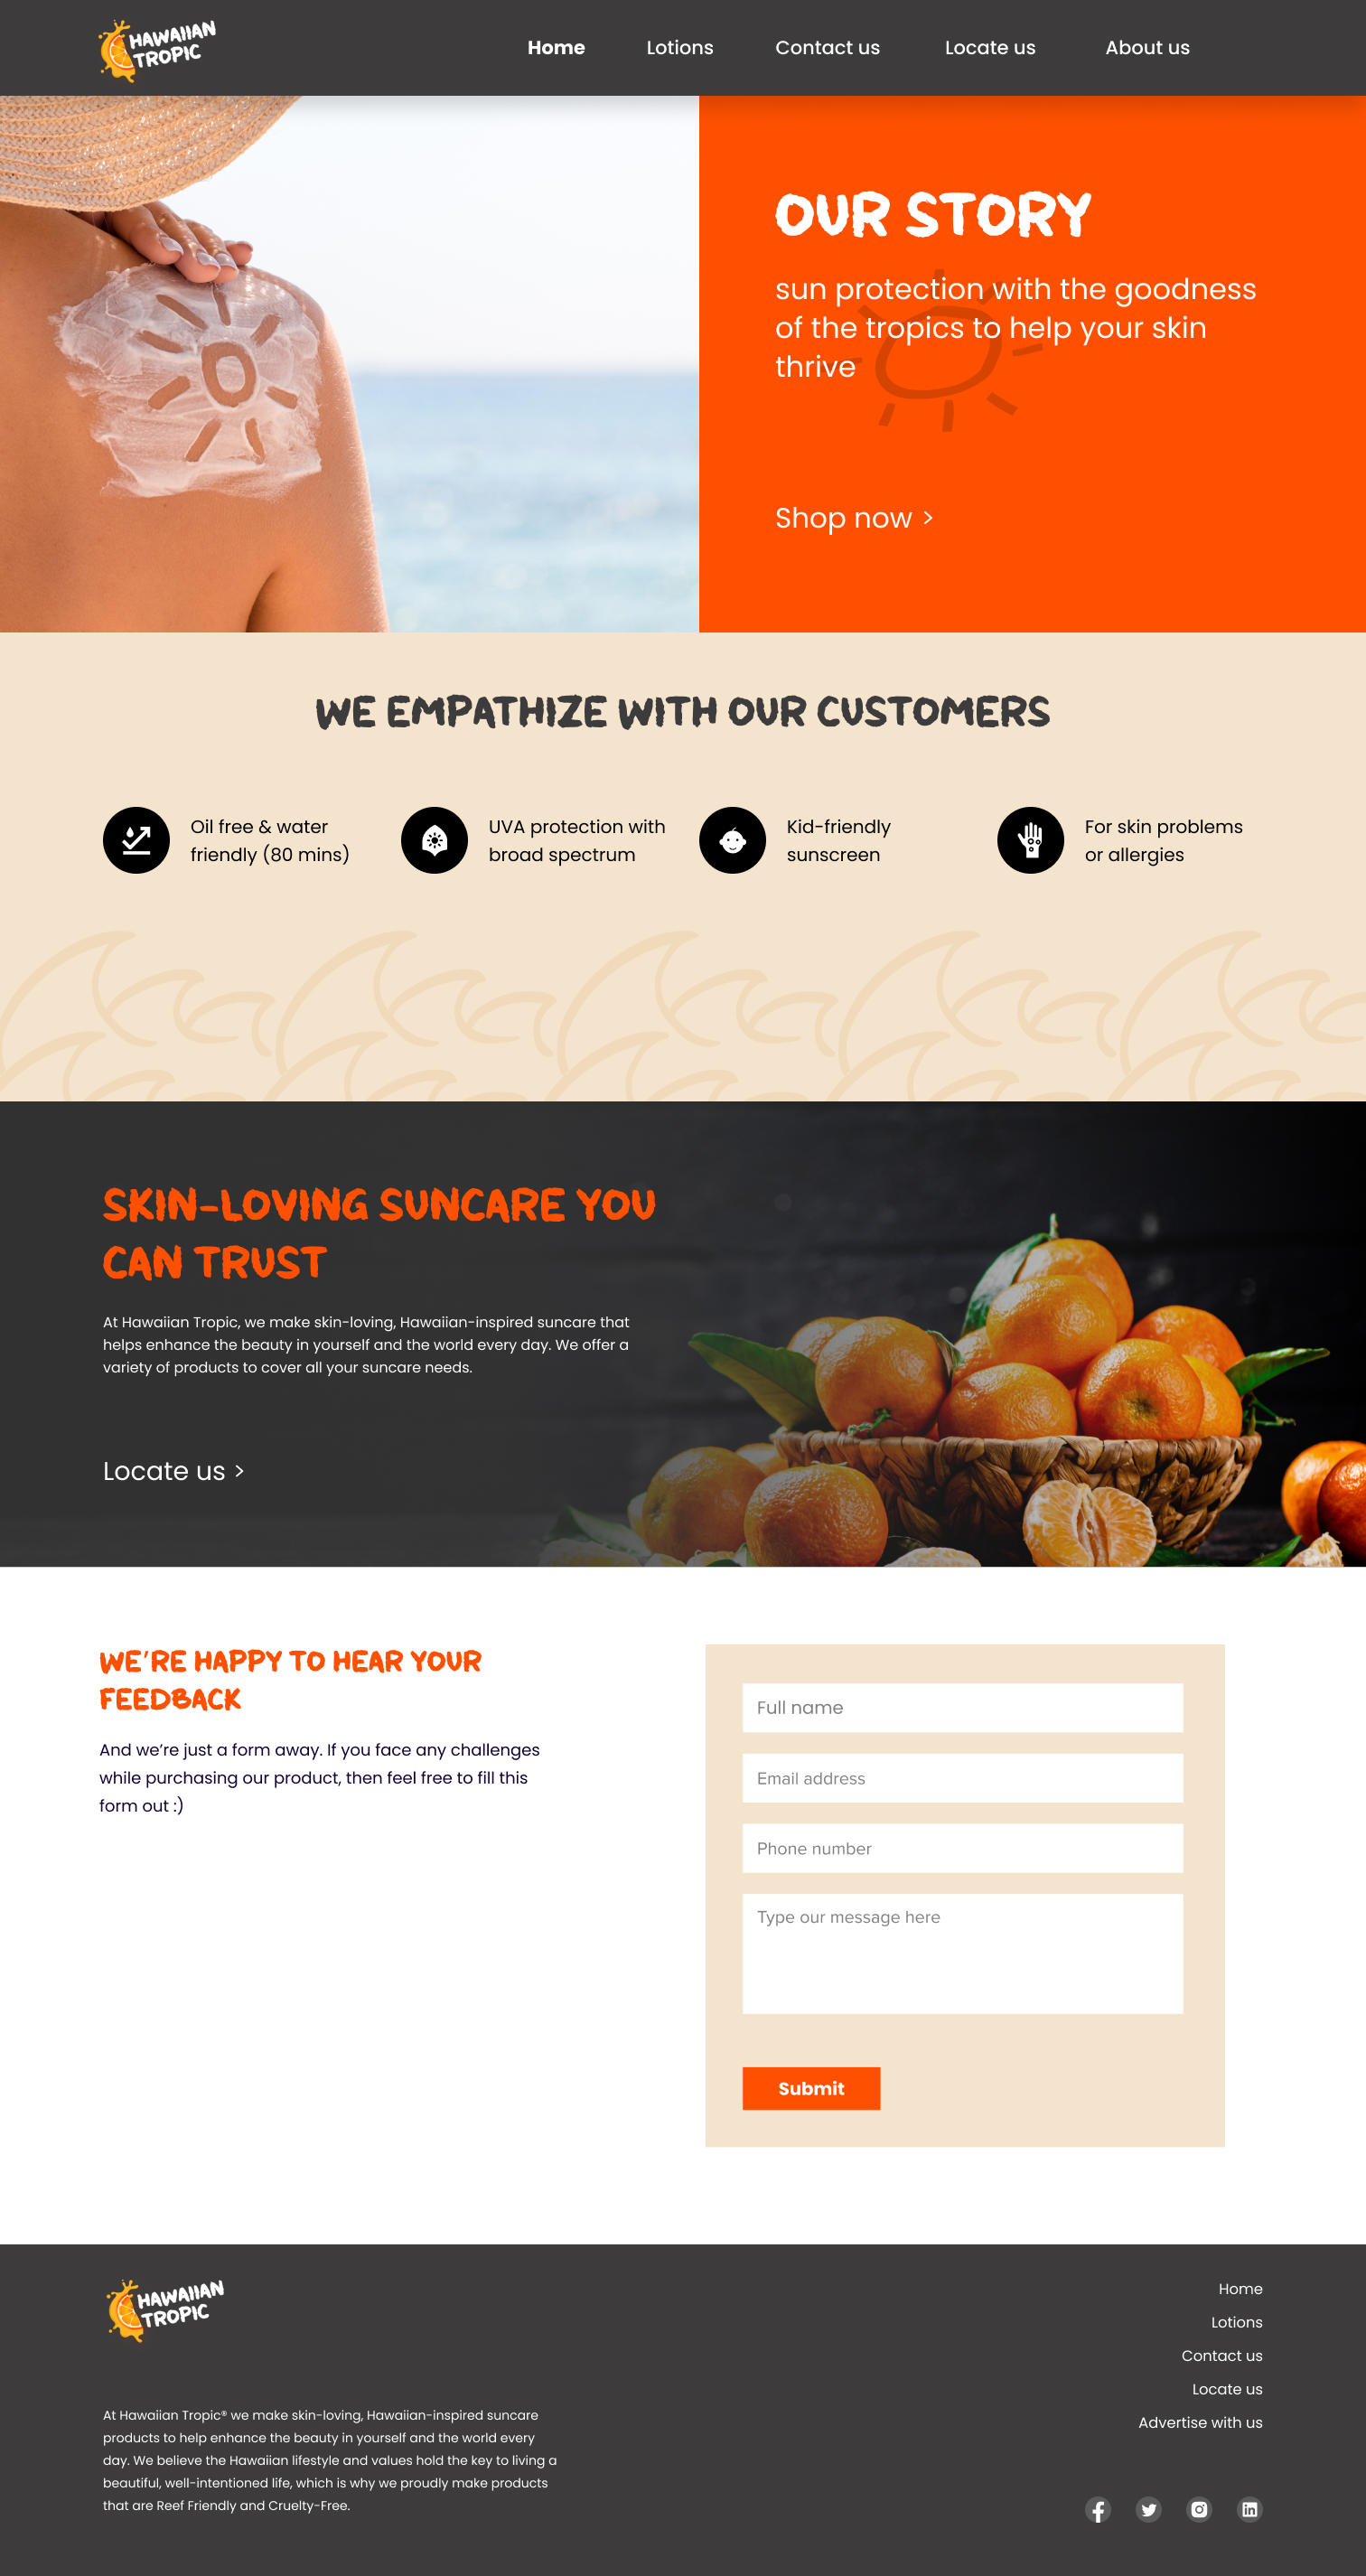 HAWAIIAN
TROPIC
Home
Lotions
Contact us
Locate us
About us
OUR STORY
sun protection with the goodness
of the tropics to help your skin
thrive
Shop now >
WE EMPATHIZE WITH OUR CUSTOMERS
Oil free & water
friendly (80 mins)
UVA protection with
broad spectrum
Kid-friendly
sunscreen
For skin problems
or allergies
SKIN-LOVING SUNCARE YOU
CAN TRUST
At Hawaiian Tropic, we make skin-loving, Hawaiian-inspired suncare that
helps enhance the beauty in yourself and the world every day. We offer a
variety of products to cover all your suncare needs.
Locate us >
WE'RE HAPPY TO HEAR YOUR
FEEDBACK
And we’re just a form away. If you face any challenges
while purchasing our product, then feel free to fill this
form out :)
Full name
Email address
Phone number
Type our message here
Submit
HAWAIIAN
TROPIC
At Hawaiian Tropic® we make skin-loving, Hawaiian-inspired suncare
products to help enhance the beauty in yourself and the world every
day. We believe the Hawaiian lifestyle and values hold the key to living a
beautiful, well-intentioned life, which is why we proudly make products
that are Reef Friendly and Cruelty-Free.
Home
Lotions
Contact us
Locate us
Advertise with us